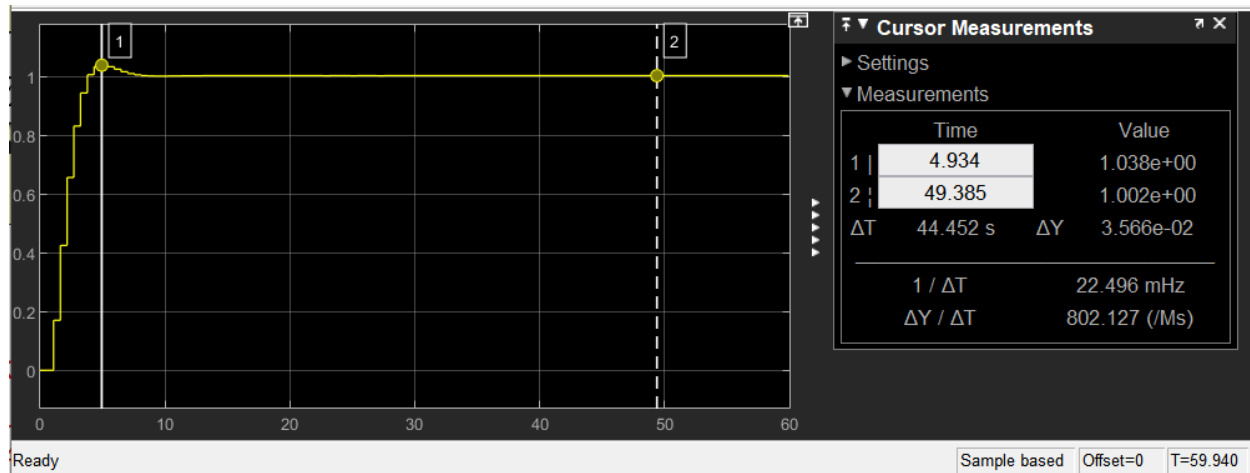 1
2
1
0.8
0.6
0.4
0.2
0
0 10 20 30 40 50 60
Cursor Measurements
Settings
Measurements
Time Value
1 | 4.934 1.038e+00
2 ¦ 49.385 1.002e+00
ΔT 44.452 s ΔY 3.566e-02
1 / ΔT 22.496 mHz
ΔY / ΔT 802.127 (/Ms)
Ready Sample based Offset=0 T=59.940